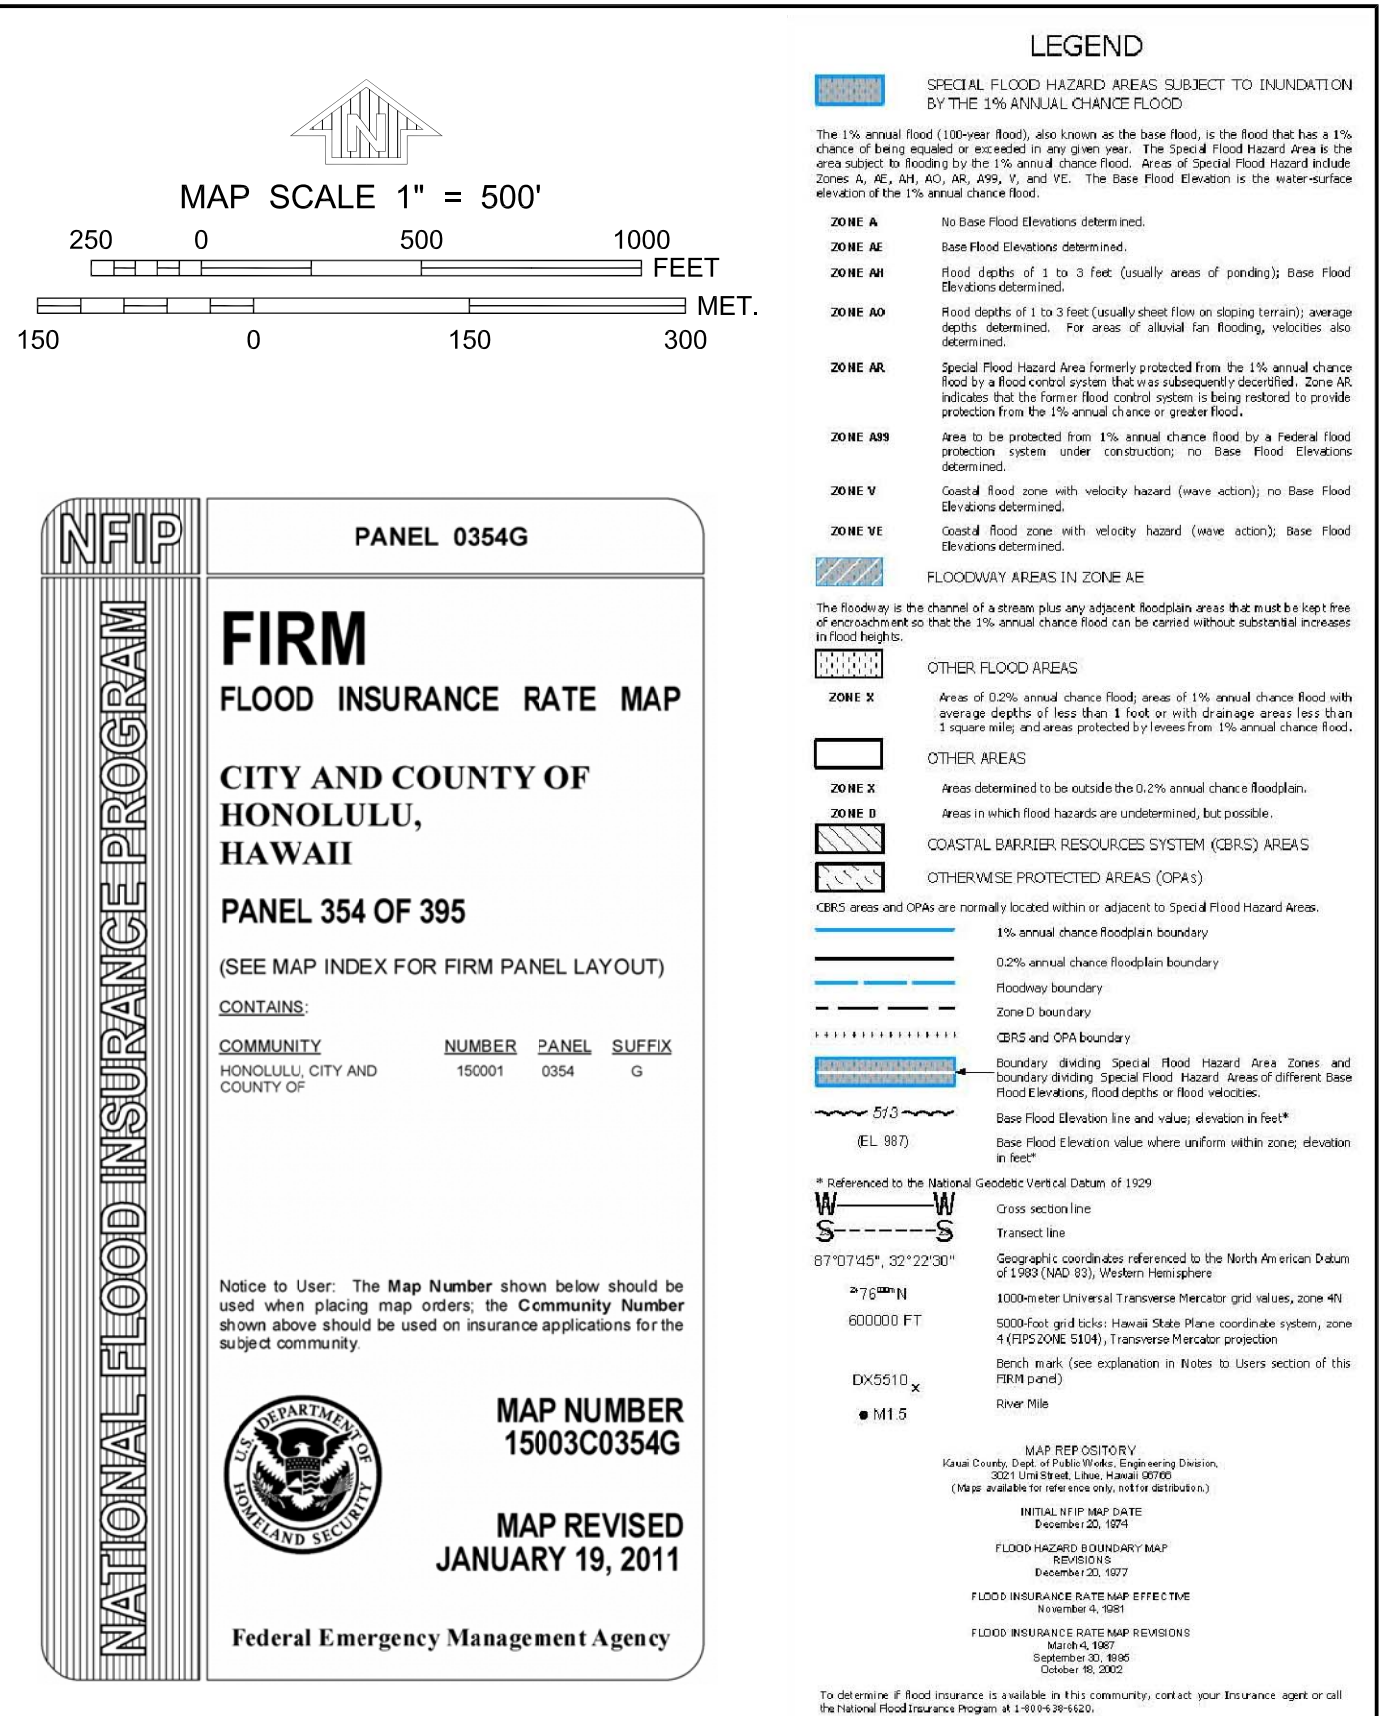 N
MAP SCALE 1" = 500'
250 0 500 1000
FEET
MET.
150 0 150 300
NFIP
PANEL 0354G
NATIONAL FLOOD INSURANCE PROGRAM
FIRM
FLOOD INSURANCE RATE MAP
CITY AND COUNTY OF
HONOLULU,
HAWAII
PANEL 354 OF 395
(SEE MAP INDEX FOR FIRM PANEL LAYOUT)
CONTAINS:
COMMUNITY NUMBER PANEL SUFFIX
HONOLULU, CITY AND 150001 0354 G
COUNTY OF
Notice to User: The Map Number shown below should be
used when placing map orders; the Community Number
shown above should be used on insurance applications for the
subject community.
U.S. DEPARTMENT OF HOMELAND SECURITY
MAP NUMBER
15003C0354G
MAP REVISED
JANUARY 19, 2011
Federal Emergency Management Agency
LEGEND
SPECIAL FLOOD HAZARD AREAS SUBJECT TO INUNDATION
BY THE 1% ANNUAL CHANCE FLOOD
The 1% annual flood (100-year flood), also known as the base flood, is the flood that has a 1%
chance of being equaled or exceeded in any given year. The Special Flood Hazard Area is the
area subject to flooding by the 1% annual chance flood. Areas of Special Flood Hazard include
Zones A, AE, AH, AO, AR, A99, V, and VE. The Base Flood Elevation is the water-surface
elevation of the 1% annual chance flood.
ZONE A No Base Flood Elevations determined.
ZONE AE Base Flood Elevations determined.
ZONE AH Flood depths of 1 to 3 feet (usually areas of ponding); Base Flood
Elevations determined.
ZONE AO Flood depths of 1 to 3 feet (usually sheet flow on sloping terrain); average
depths determined. For areas of alluvial fan flooding, velocities also
determined.
ZONE AR Special Flood Hazard Area formerly protected from the 1% annual chance
flood by a flood control system that was subsequently decertified. Zone AR
indicates that the former flood control system is being restored to provide
protection from the 1% annual chance or greater flood.
ZONE A99 Area to be protected from 1% annual chance flood by a Federal flood
protection system under construction; no Base Flood Elevations
determined.
ZONE V Coastal flood zone with velocity hazard (wave action); no Base Flood
Elevations determined.
ZONE VE Coastal flood zone with velocity hazard (wave action); Base Flood
Elevations determined.
FLOODWAY AREAS IN ZONE AE
The floodway is the channel of a stream plus any adjacent floodplain areas that must be kept free
of encroachment so that the 1% annual chance flood can be carried without substantial increases
in flood heights.
OTHER FLOOD AREAS
ZONE X Areas of 0.2% annual chance flood; areas of 1% annual chance flood with
average depths of less than 1 foot or with drainage areas less than
1 square mile; and areas protected by levees from 1% annual chance flood.
OTHER AREAS
ZONE X Areas determined to be outside the 0.2% annual chance floodplain.
ZONE D Areas in which flood hazards are undetermined, but possible.
COASTAL BARRIER RESOURCES SYSTEM (CBRS) AREAS
OTHERWISE PROTECTED AREAS (OPAs)
CBRS areas and OPAs are normally located within or adjacent to Special Flood Hazard Areas.
1% annual chance floodplain boundary
0.2% annual chance floodplain boundary
Floodway boundary
Zone D boundary
CBRS and OPA boundary
Boundary dividing Special Flood Hazard Area Zones and
boundary dividing Special Flood Hazard Areas of different Base
Flood Elevations, flood depths or flood velocities.
513 Base Flood Elevation line and value; elevation in feet*
(EL 987) Base Flood Elevation value where uniform within zone; elevation
in feet*
* Referenced to the National Geodetic Vertical Datum of 1929
W W Cross section line
S S Transect line
87°07'45", 32°22'30" Geographic coordinates referenced to the North American Datum
of 1983 (NAD 83), Western Hemisphere
76 N 1000-meter Universal Transverse Mercator grid values, zone 4N
600000 FT 5000-foot grid ticks: Hawaii State Plane coordinate system, zone
4 (FIPSZONE 5104), Transverse Mercator projection
DX5510 x Bench mark (see explanation in Notes to Users section of this
FIRM panel)
M1.5 River Mile
MAP REPOSITORY
Kauai County, Dept. of Public Works, Engineering Division,
3021 Umi Street, Lihue, Hawaii 96766
(Maps available for reference only, not for distribution.)
INITIAL NFIP MAP DATE
December 20, 1974
FLOOD HAZARD BOUNDARY MAP
REVISIONS
December 20, 1977
FLOOD INSURANCE RATE MAP EFFECTIVE
November 4, 1981
FLOOD INSURANCE RATE MAP REVISIONS
March 4, 1987
September 30, 1995
October 18, 2002
To determine if flood insurance is available in this community, contact your Insurance agent or call
the National Flood Insurance Program at 1-800-638-6620.